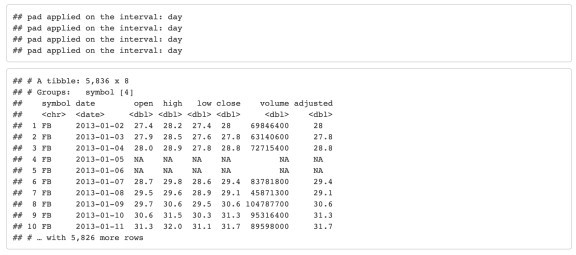 ## pad applied on the interval: day
## pad applied on the interval: day
## pad applied on the interval: day
## pad applied on the interval: day
## # A tibble: 5,836 x 8
## # Groups:   symbol [4]
##    symbol date        open  high   low close    volume adjusted
##    <chr>  <date>     <dbl> <dbl> <dbl> <dbl>     <dbl>    <dbl>
##  1 FB     2013-01-02  27.4  28.2  27.4  28    69846400     28
##  2 FB     2013-01-03  27.9  28.5  27.6  27.8  63140600     27.8
##  3 FB     2013-01-04  28.0  28.9  27.8  28.8  72715400     28.8
##  4 FB     2013-01-05  NA    NA    NA    NA          NA     NA
##  5 FB     2013-01-06  NA    NA    NA    NA          NA     NA
##  6 FB     2013-01-07  28.7  29.8  28.6  29.4  83781800     29.4
##  7 FB     2013-01-08  29.5  29.6  28.9  29.1  45871300     29.1
##  8 FB     2013-01-09  29.7  30.6  29.5  30.6 104787700     30.6
##  9 FB     2013-01-10  30.6  31.5  30.3  31.3  95316400     31.3
## 10 FB     2013-01-11  31.3  32.0  31.1  31.7  89598000     31.7
## # … with 5,826 more rows